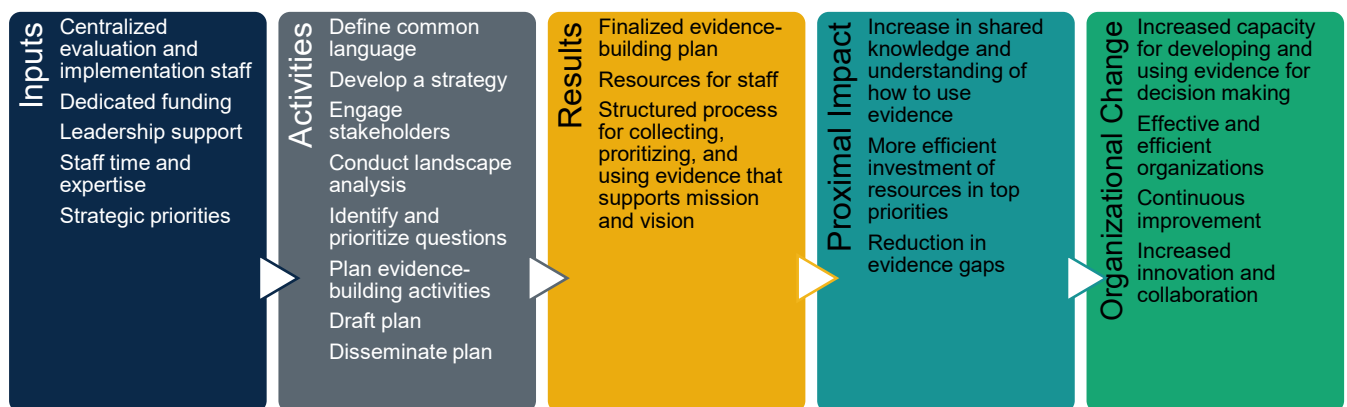 Inputs
Centralized
evaluation and
implementation staff
Dedicated funding
Leadership support
Staff time and
expertise
Strategic priorities
Activities
Define common
language
Develop a strategy
Engage
stakeholders
Conduct landscape
analysis
Identify and
prioritize questions
Plan evidence-
building activities
Draft plan
Disseminate plan
Results
Finalized evidence-
building plan
Resources for staff
Structured process
for collecting,
proritizing, and
using evidence that
supports mission
and vision
Proximal Impact
Increase in shared
knowledge and
understanding of
how to use
evidence
More efficient
investment of
resources in top
priorities
Reduction in
evidence gaps
Organizational Change
Increased capacity
for developing and
using evidence for
decision making
Effective and
efficient
organizations
Continuous
improvement
Increased
innovation and
collaboration